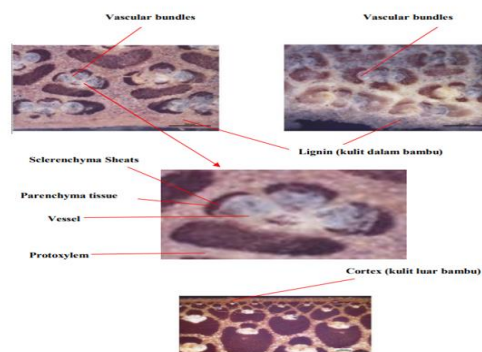 Vascular bundles
Vascular bundles
Lignin (kulit dalam bambu)
Sclerenchyma Sheats
Parenchyma tissue
Vessel
Protoxylem
Cortex (kulit luar bambu)